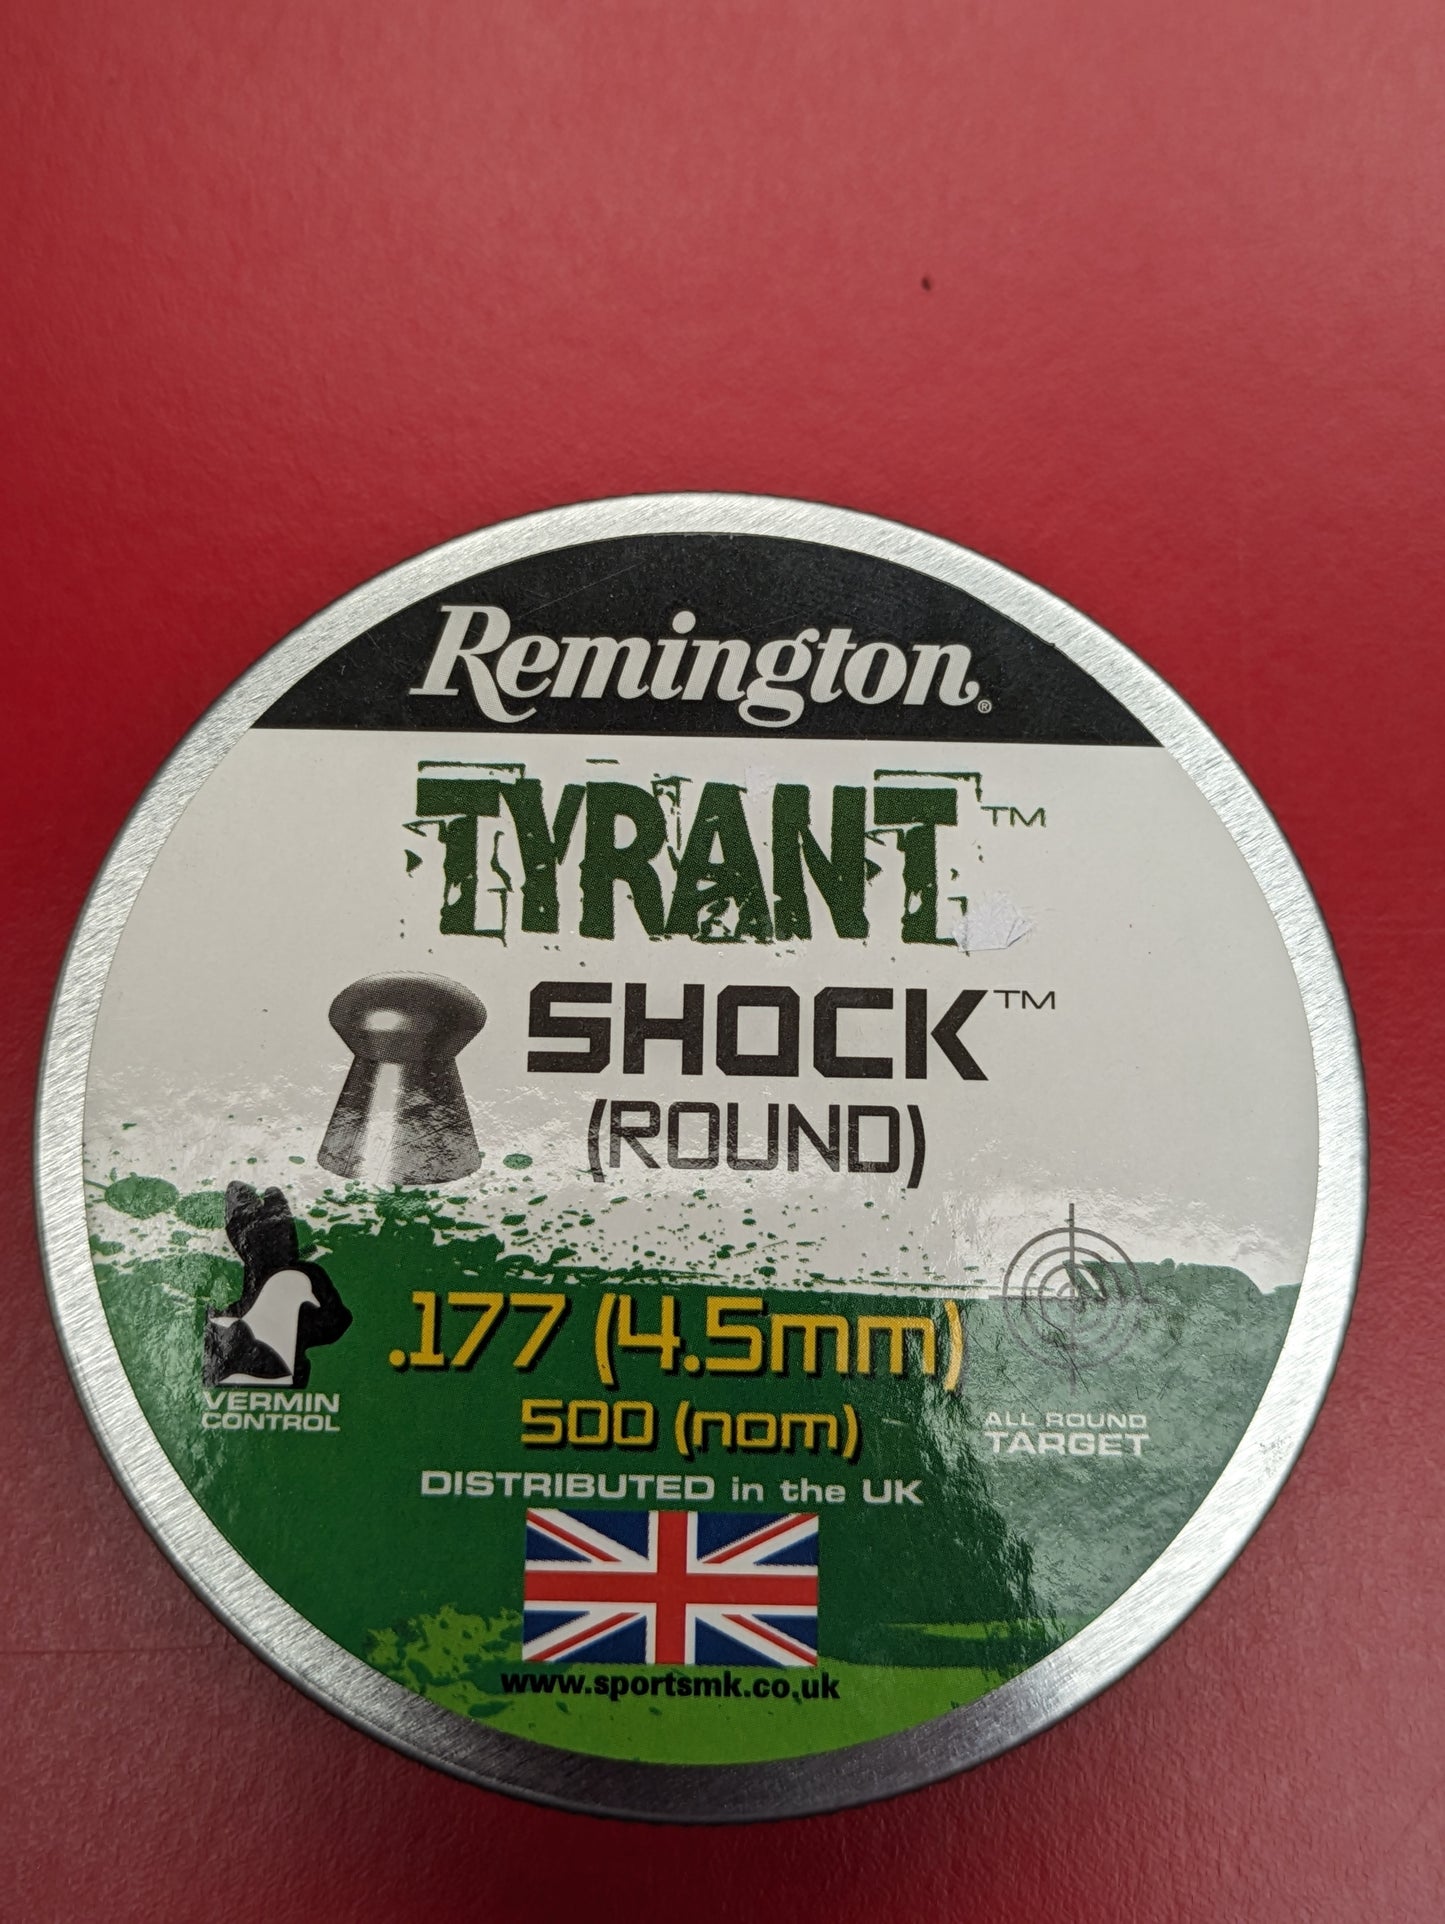 Remington®
TYRANT™
SHOCK™
(ROUND)
.177 (4.5mm)
500 (nom)
VERMIN
CONTROL
ALL ROUND
TARGET
DISTRIBUTED in the UK
www.sportsmk.co.uk